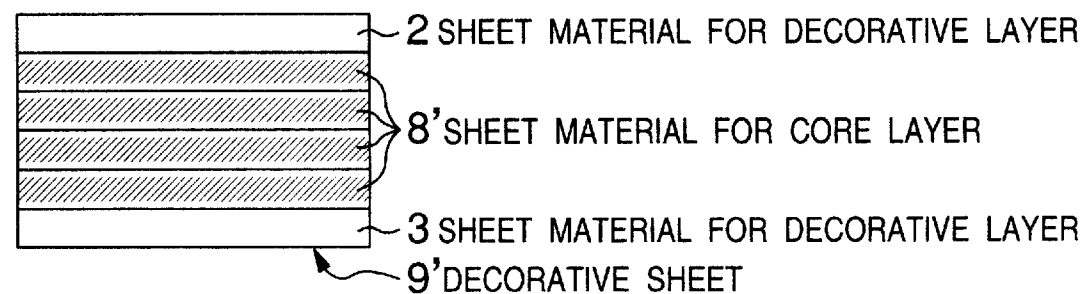 2 SHEET MATERIAL FOR DECORATIVE LAYER
8' SHEET MATERIAL FOR CORE LAYER
3 SHEET MATERIAL FOR DECORATIVE LAYER
9' DECORATIVE SHEET